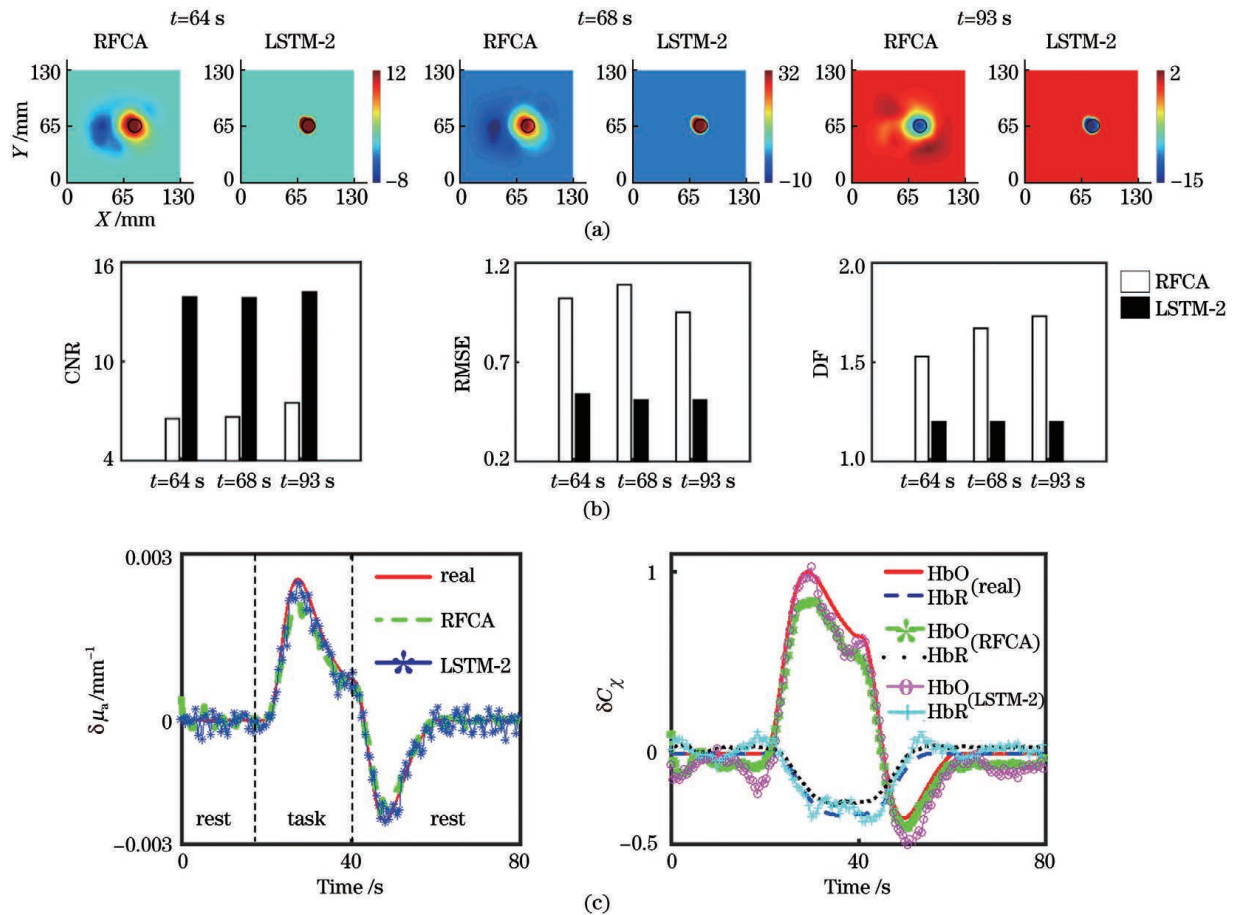 t=64 s
t=68 s
t=93 s
RFCA
LSTM-2
RFCA
LSTM-2
RFCA
LSTM-2
Y/mm
130
65
0
0
65
130
X/mm
12
−8
130
65
0
0
65
130
130
65
0
0
65
130
32
−10
130
65
0
0
65
130
130
65
0
0
65
130
2
−15
130
65
0
0
65
130
(a)
CNR
16
10
4
t=64 s t=68 s t=93 s
RMSE
1.2
0.7
0.2
t=64 s t=68 s t=93 s
DF
2.0
1.5
1.0
t=64 s t=68 s t=93 s
RFCA
LSTM-2
(b)
δμa/mm−1
0.003
0
−0.003
real
RFCA
LSTM-2
rest
task
rest
0
40
80
Time /s
δCχ
1
0
−0.5
HbO
HbR
(real)
HbO
HbR
(RFCA)
HbO
HbR
(LSTM-2)
0
40
80
Time /s
(c)